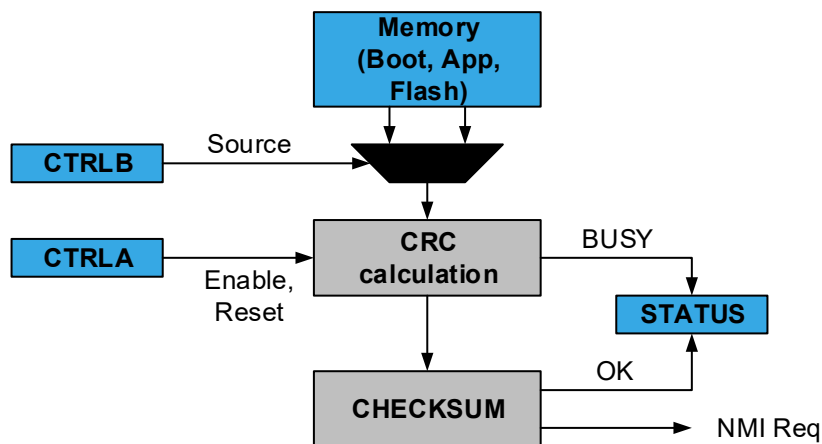 Memory
(Boot, App,
Flash)
CTRLB
Source
CTRLA
Enable,
Reset
CRC
calculation
BUSY
STATUS
OK
CHECKSUM
NMI Req